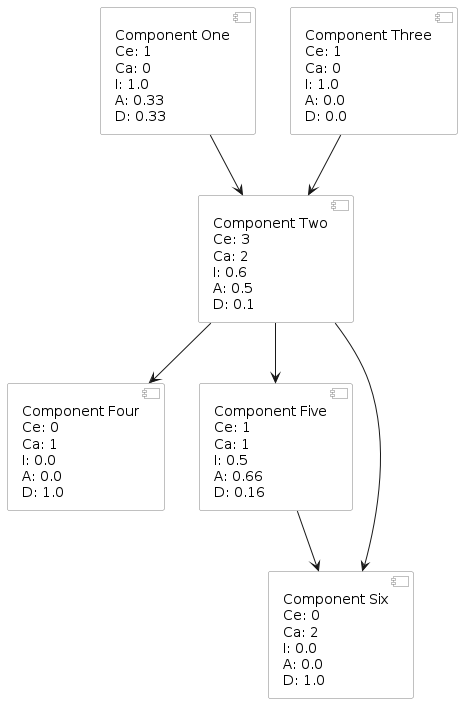 Component One
Ce: 1
Ca: 0
I: 1.0
A: 0.33
D: 0.33
Component Three
Ce: 1
Ca: 0
I: 1.0
A: 0.0
D: 0.0
Component Two
Ce: 3
Ca: 2
I: 0.6
A: 0.5
D: 0.1
Component Four
Ce: 0
Ca: 1
I: 0.0
A: 0.0
D: 1.0
Component Five
Ce: 1
Ca: 1
I: 0.5
A: 0.66
D: 0.16
Component Six
Ce: 0
Ca: 2
I: 0.0
A: 0.0
D: 1.0